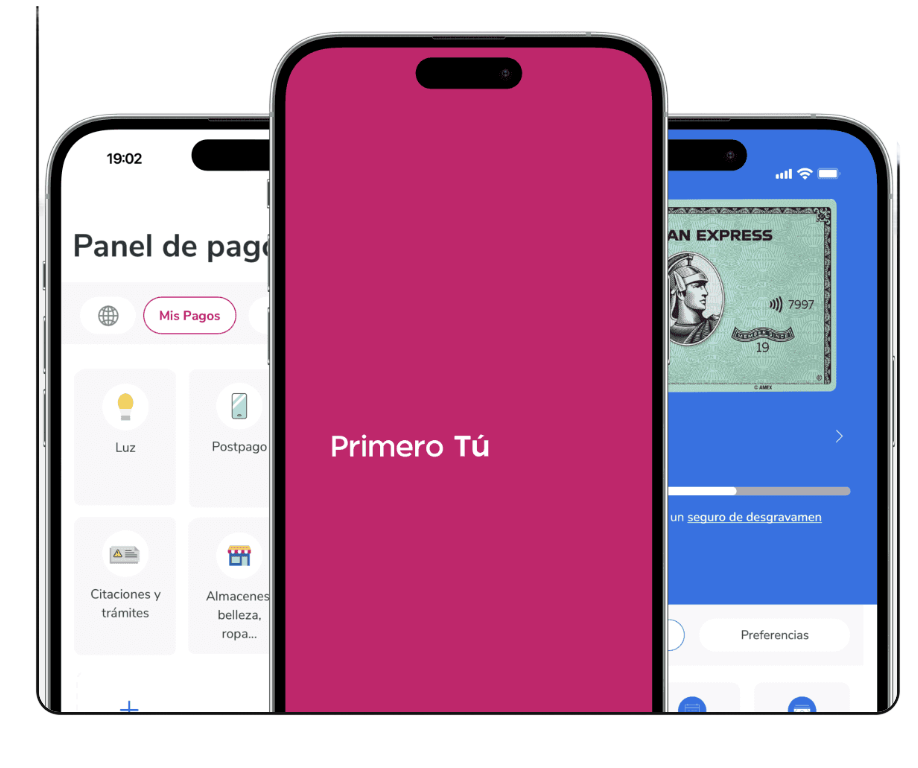 19:02
Panel de pag
Mis Pagos
Luz
Postpago
Citaciones y
trámites
Almacenes
belleza,
ropa...
Primero Tú
AN EXPRESS
7997
19
© AMEX
un seguro de desgravamen
Preferencias